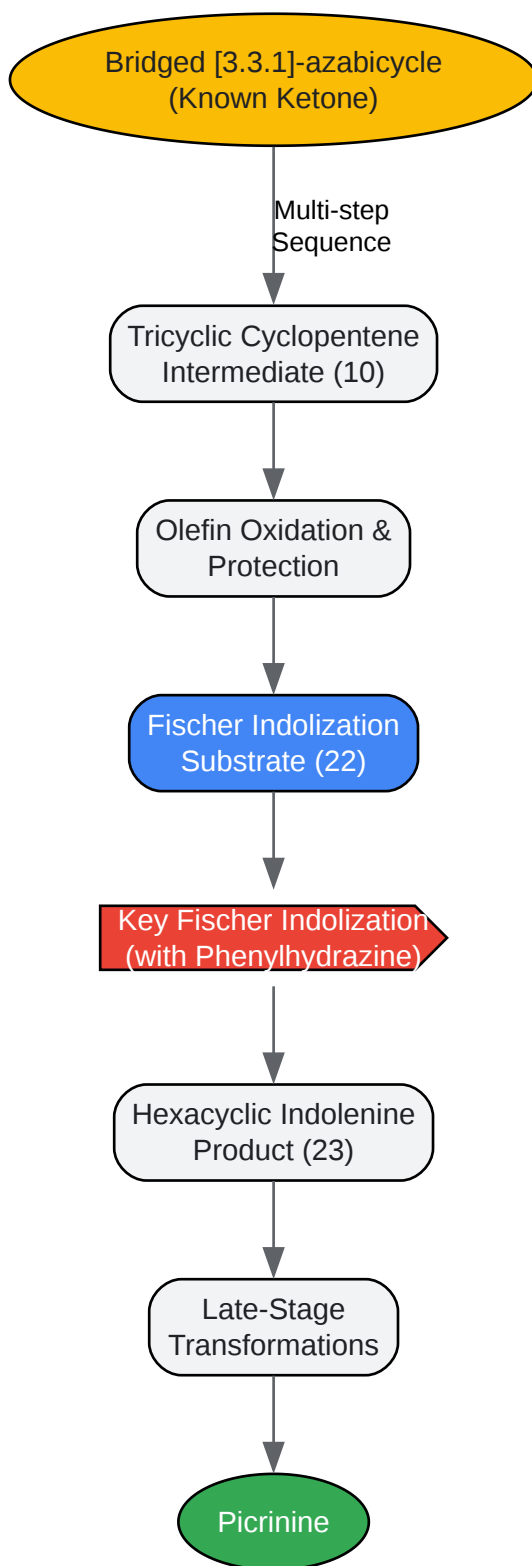 Bridged [3.3.1]-azabicycle
(Known Ketone)
Multi-step
Sequence
Tricyclic Cyclopentene
Intermediate (10)
Olefin Oxidation &
Protection
Fischer Indolization
Substrate (22)
Key Fischer Indolization
(with Phenylhydrazine)
Hexacyclic Indolenine
Product (23)
Late-Stage
Transformations
Picrinine